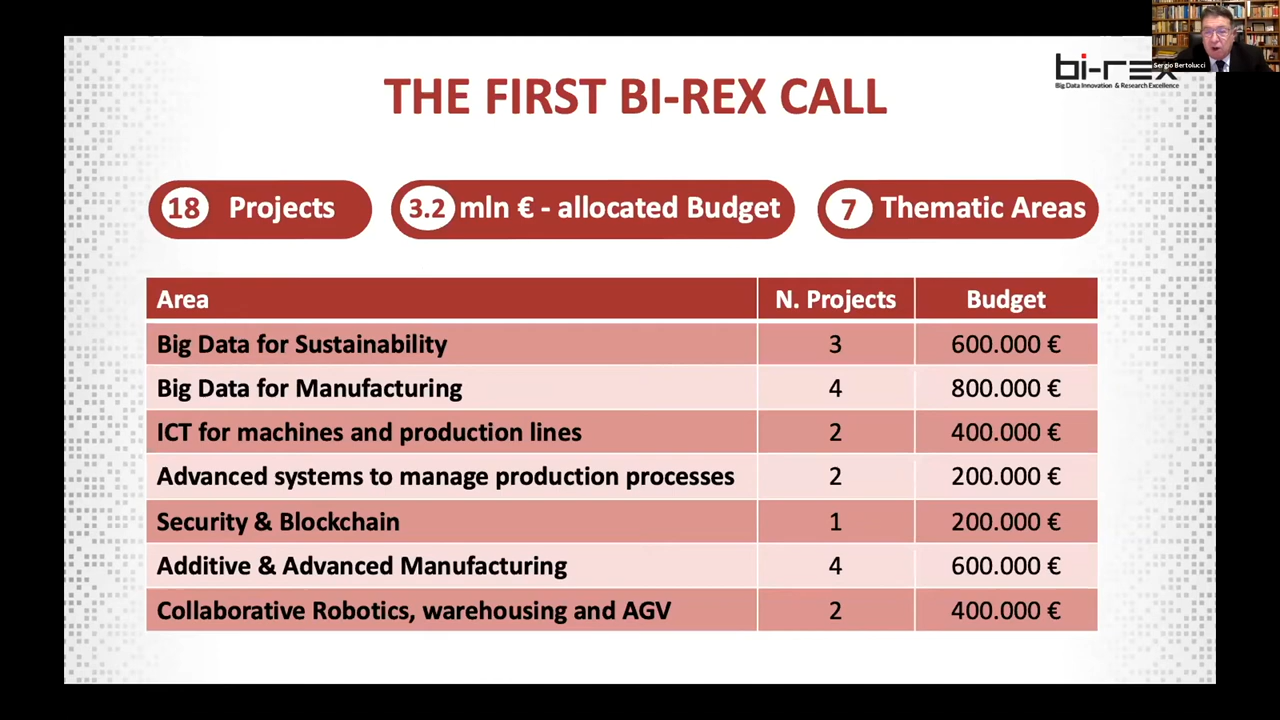 Sergio Bertolucci
bi-rex
Big Data Innovation & Research Excellence
THE FIRST BI-REX CALL
18 Projects
3.2 mln € - allocated Budget
7 Thematic Areas
Area N. Projects Budget
Big Data for Sustainability 3 600.000 €
Big Data for Manufacturing 4 800.000 €
ICT for machines and production lines 2 400.000 €
Advanced systems to manage production processes 2 200.000 €
Security & Blockchain 1 200.000 €
Additive & Advanced Manufacturing 4 600.000 €
Collaborative Robotics, warehousing and AGV 2 400.000 €